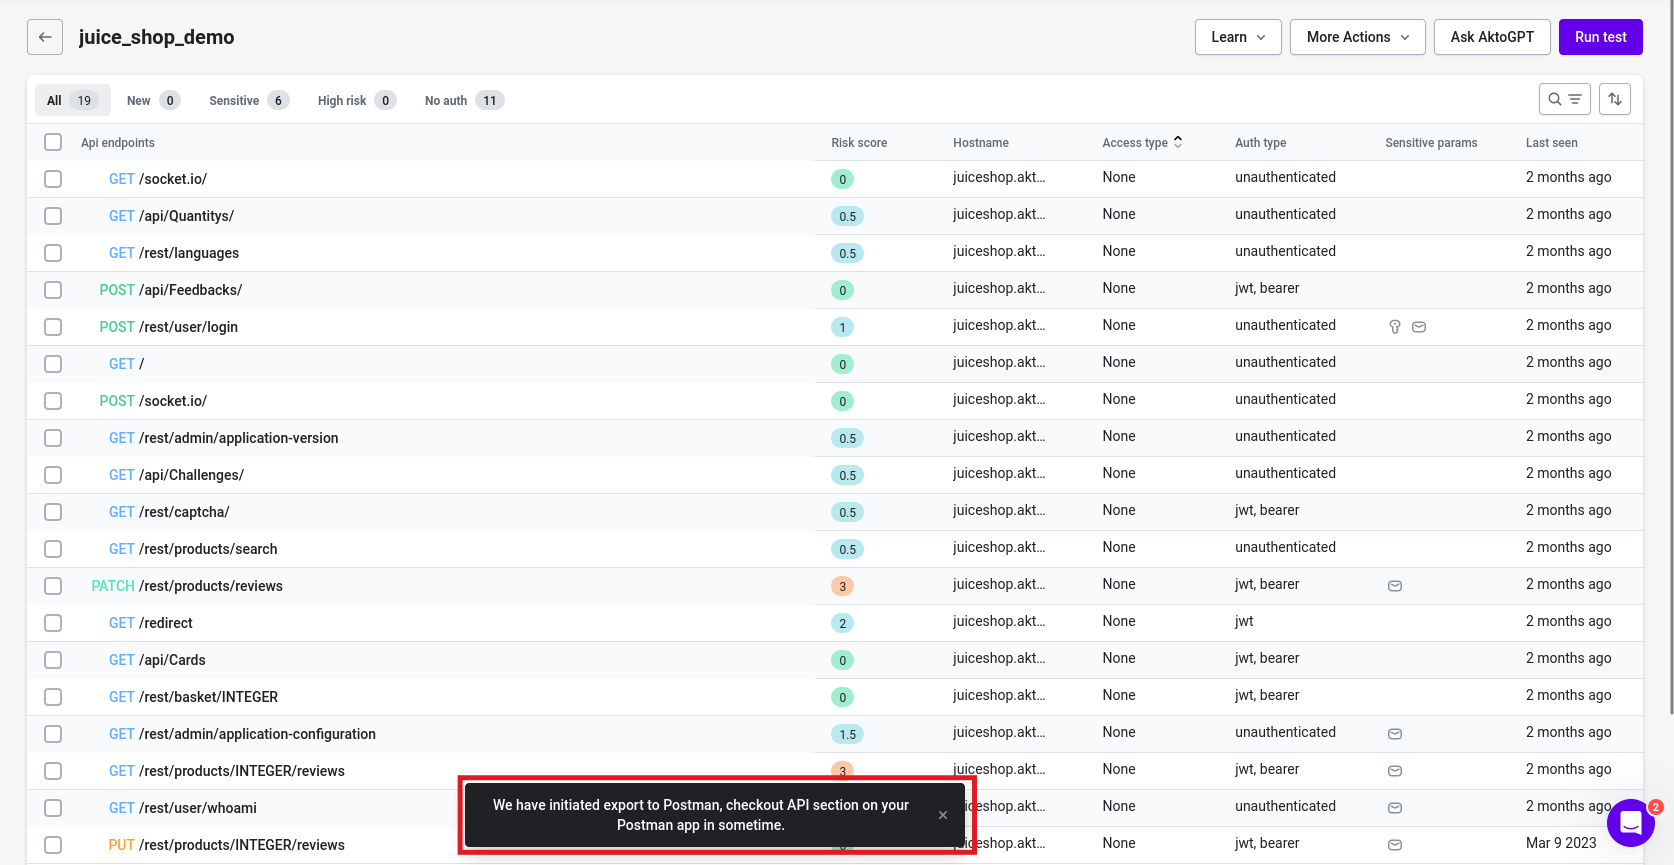 juice_shop_demo Learn More Actions Ask AktoGPT Run test
All 19 New 0 Sensitive 6 High risk 0 No auth 11
Api endpoints Risk score Hostname Access type Auth type Sensitive params Last seen
GET /socket.io/ 0 juiceshop.akt... None unauthenticated 2 months ago
GET /api/Quantitys/ 0.5 juiceshop.akt... None unauthenticated 2 months ago
GET /rest/languages 0.5 juiceshop.akt... None unauthenticated 2 months ago
POST /api/Feedbacks/ 0 juiceshop.akt... None jwt, bearer 2 months ago
POST /rest/user/login 1 juiceshop.akt... None unauthenticated 2 months ago
GET / 0 juiceshop.akt... None unauthenticated 2 months ago
POST /socket.io/ 0 juiceshop.akt... None unauthenticated 2 months ago
GET /rest/admin/application-version 0.5 juiceshop.akt... None unauthenticated 2 months ago
GET /api/Challenges/ 0.5 juiceshop.akt... None unauthenticated 2 months ago
GET /rest/captcha/ 0.5 juiceshop.akt... None jwt, bearer 2 months ago
GET /rest/products/search 0.5 juiceshop.akt... None unauthenticated 2 months ago
PATCH /rest/products/reviews 3 juiceshop.akt... None jwt, bearer 2 months ago
GET /redirect 2 juiceshop.akt... None jwt 2 months ago
GET /api/Cards 0 juiceshop.akt... None jwt, bearer 2 months ago
GET /rest/basket/INTEGER 0 juiceshop.akt... None jwt, bearer 2 months ago
GET /rest/admin/application-configuration 1.5 juiceshop.akt... None unauthenticated 2 months ago
GET /rest/products/INTEGER/reviews 3 juiceshop.akt... None jwt, bearer 2 months ago
GET /rest/user/whoami eshop.akt... None unauthenticated 2 months ago 2
We have initiated export to Postman, checkout API section on your
Postman app in sometime.
PUT /rest/products/INTEGER/reviews eshop.akt... None jwt, bearer Mar 9 2023